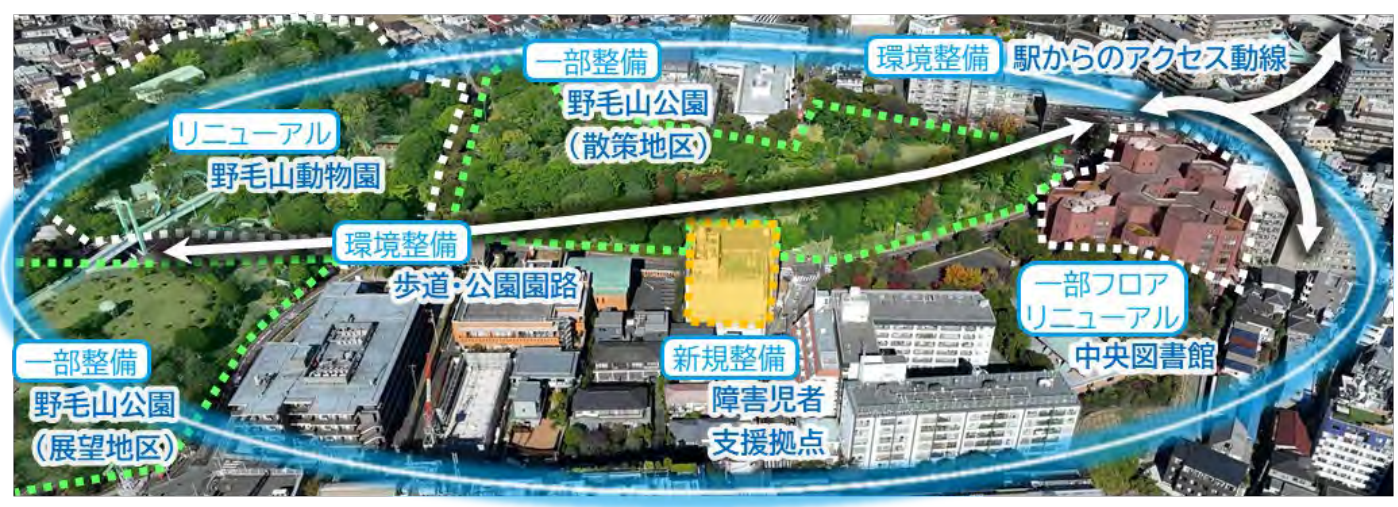 一部整備
野毛山公園
（散策地区）
環境整備
駅からのアクセス動線
リニューアル
野毛山動物園
環境整備
歩道・公園園路
一部フロア
リニューアル
中央図書館
新規整備
障害児者
支援拠点
一部整備
野毛山公園
（展望地区）